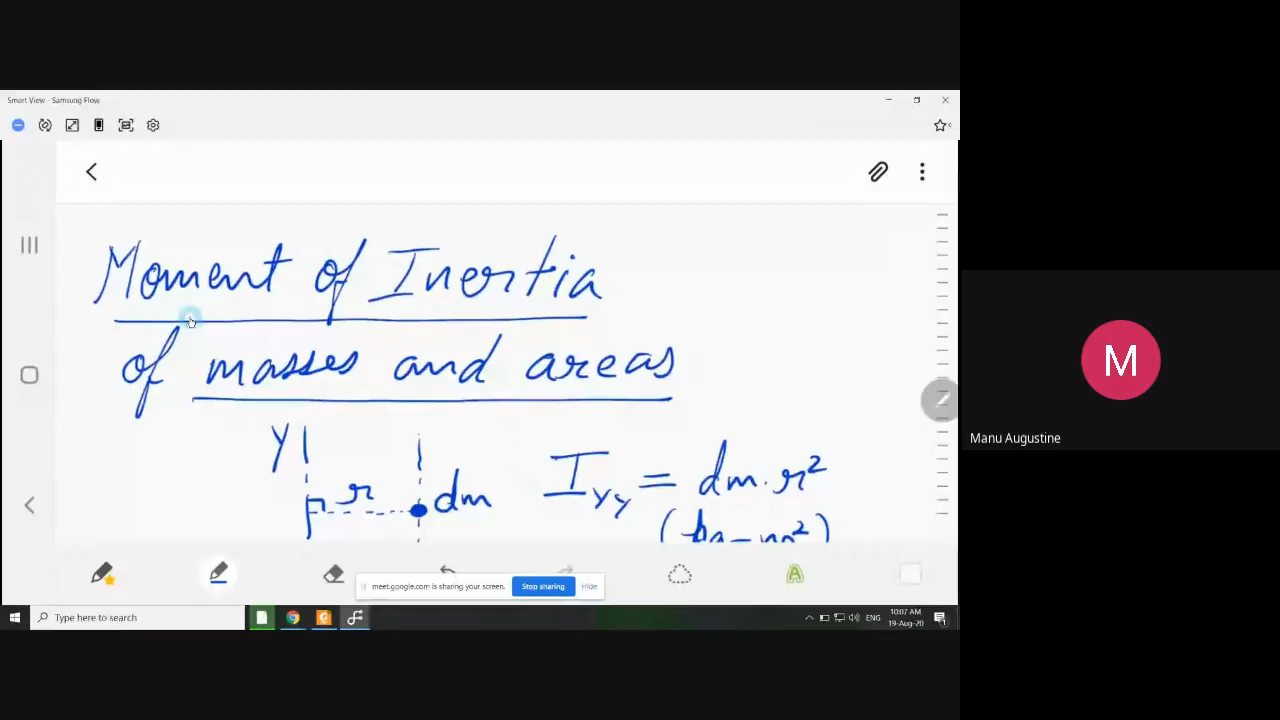 Smart View - Samsung Flow
Moment of Inertia
of masses and areas
Y
r
dm
I_YY = dm. r²
meet.google.com is sharing your screen.
Stop sharing
Hide
A
Type here to search
ENG
10:07 AM
19-Aug-20
M
Manu Augustine